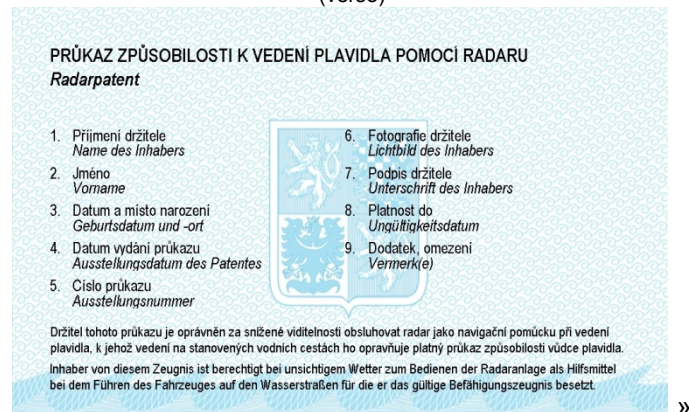 (verso)
PRŮKAZ ZPŮSOBILOSTI K VEDENÍ PLAVIDLA POMOCÍ RADARU
Radarpatent
1. Příjmení držitele
Name des Inhabers
2. Jméno
Vorname
3. Datum a místo narození
Geburtsdatum und -ort
4. Datum vydání průkazu
Ausstellungsdatum des Patentes
5. Číslo průkazu
Ausstellungsnummer
6. Fotografie držitele
Lichtbild des Inhabers
7. Podpis držitele
Unterschrift des Inhabers
8. Platnost do
Ungültigkeitsdatum
9. Dodatek, omezení
Vermerk(e)
Držitel tohoto průkazu je oprávněn za snížené viditelnosti obsluhovat radar jako navigační pomůcku při vedení
plavidla, k jehož vedení na stanovených vodních cestách ho opravňuje platný průkaz způsobilosti vůdce plavidla.
Inhaber von diesem Zeugnis ist berechtigt bei unsichtigem Wetter zum Bedienen der Radaranlage als Hilfsmittel
bei dem Führen des Fahrzeuges auf den Wasserstraßen für die er das gültige Befähigungszeugnis besetzt.
»